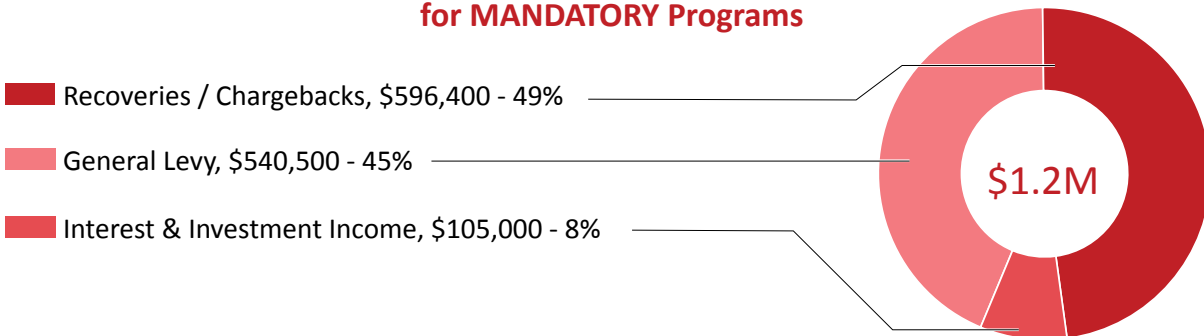 for MANDATORY Programs
Recoveries / Chargebacks, $596,400 - 49%
General Levy, $540,500 - 45%
Interest & Investment Income, $105,000 - 8%
$1.2M